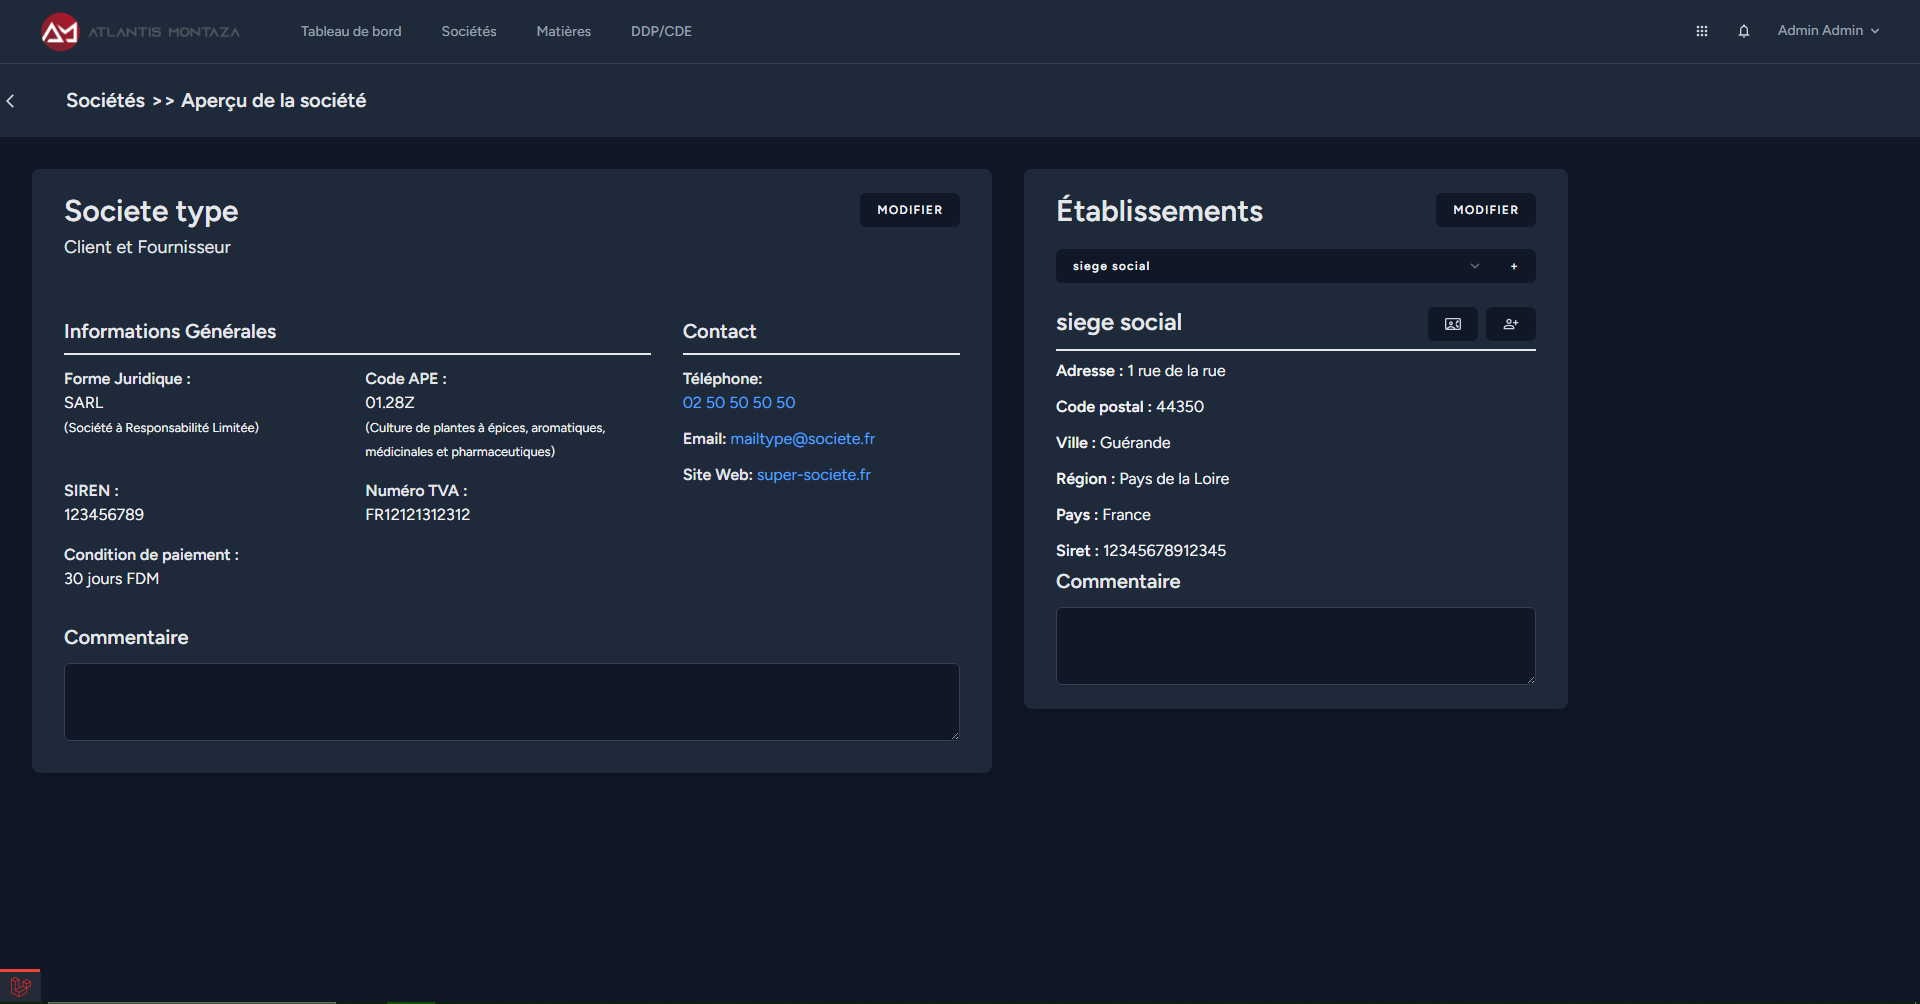 ATLANTIS MONTAZA
Tableau de bord
Sociétés
Matières
DDP/CDE
Admin Admin
Sociétés >> Aperçu de la société
Societe type
MODIFIER
Client et Fournisseur
Informations Générales
Forme Juridique :
SARL
(Société à Responsabilité Limitée)
Code APE :
01.28Z
(Culture de plantes à épices, aromatiques,
médicinales et pharmaceutiques)
SIREN :
123456789
Numéro TVA :
FR12121312312
Condition de paiement :
30 jours FDM
Contact
Téléphone:
02 50 50 50 50
Email: mailtype@societe.fr
Site Web: super-societe.fr
Commentaire
Établissements
MODIFIER
siege social
+
siege social
Adresse : 1 rue de la rue
Code postal : 44350
Ville : Guérande
Région : Pays de la Loire
Pays : France
Siret : 12345678912345
Commentaire